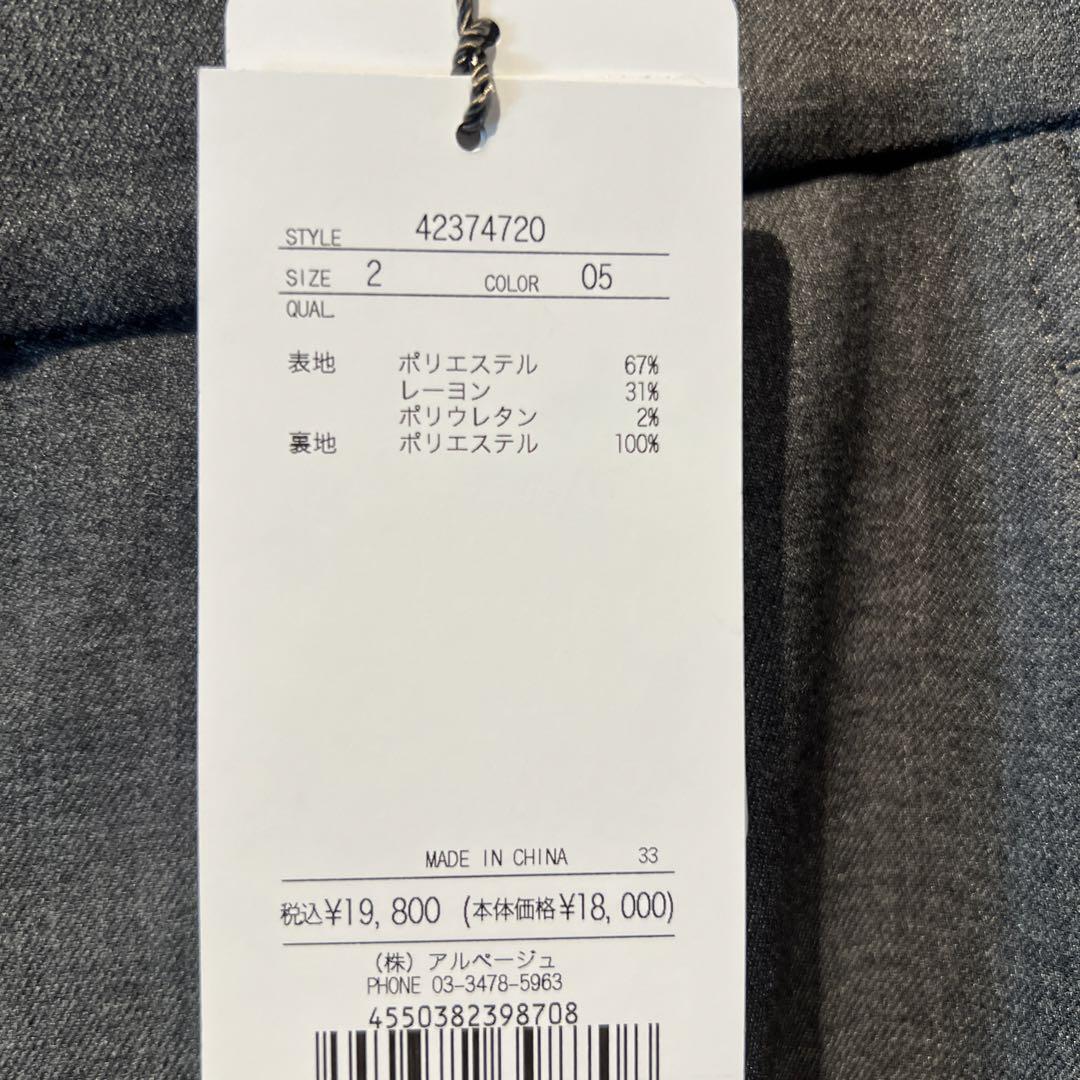 STYLE 42374720
SIZE 2 COLOR 05
QUAL
表地 ポリエステル 67%
レーヨン 31%
ポリウレタン 2%
裏地 ポリエステル 100%
MADE IN CHINA 33
税込¥19,800 (本体価格¥18,000)
(株) アルページュ
PHONE 03-3478-5963
4550382398708